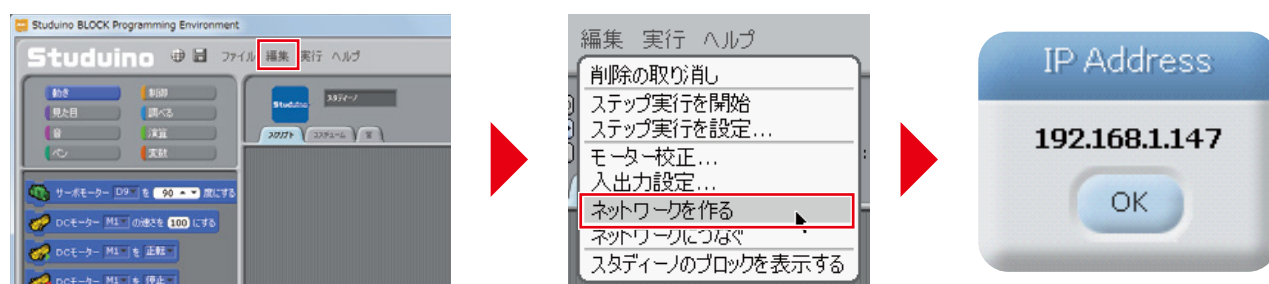 Studuino BLOCK Programming Environment
Studuino ファイル 編集 実行 ヘルプ
動き 制御
見た目 調べる
音 演算
ペン 変数
Studuino スタディーノ
スクリプト コスチューム 音
サーボモーター D9 を 90 度にする
DCモーター M1 の速さを 100 にする
DCモーター M1 を 正転
DCモーター M1 を 停止
編集 実行 ヘルプ
削除の取り消し
ステップ実行を開始
ステップ実行を設定...
モーター校正...
入出力設定...
ネットワークを作る
ネットワークにつなぐ
スタディーノのブロックを表示する
IP Address
192.168.1.147
OK